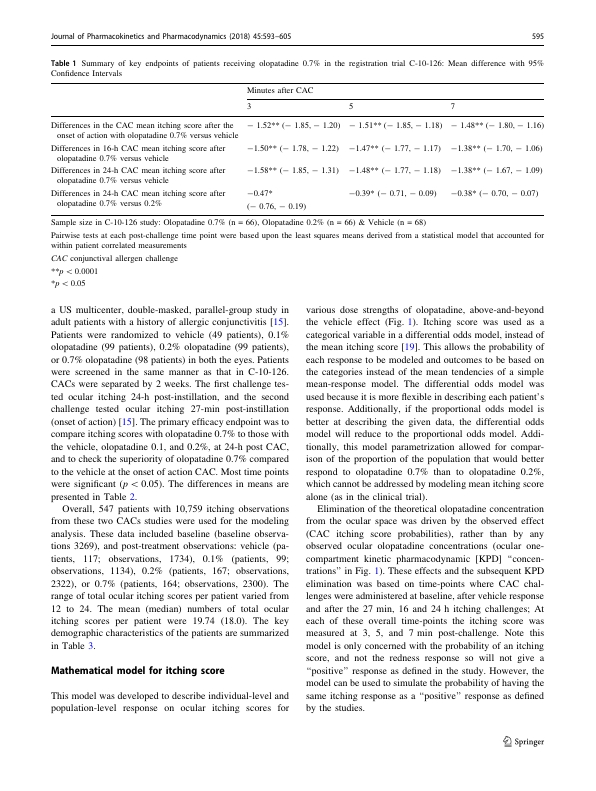 Journal of Pharmacokinetics and Pharmacodynamics (2018) 45:593–605
595
Table 1 Summary of key endpoints of patients receiving olopatadine 0.7% in the registration trial C-10-126: Mean difference with 95%
Confidence Intervals
Minutes after CAC
3 5 7
Differences in the CAC mean itching score after the
onset of action with olopatadine 0.7% versus vehicle
− 1.52** (− 1.85, − 1.20) − 1.51** (− 1.85, − 1.18) − 1.48** (− 1.80, − 1.16)
Differences in 16-h CAC mean itching score after
olopatadine 0.7% versus vehicle
−1.50** (− 1.78, − 1.22) −1.47** (− 1.77, − 1.17) −1.38** (− 1.70, − 1.06)
Differences in 24-h CAC mean itching score after
olopatadine 0.7% versus vehicle
−1.58** (− 1.85, − 1.31) −1.48** (− 1.77, − 1.18) −1.38** (− 1.67, − 1.09)
Differences in 24-h CAC mean itching score after
olopatadine 0.7% versus 0.2%
−0.47*
(− 0.76, − 0.19)
−0.39* (− 0.71, − 0.09) −0.38* (− 0.70, − 0.07)
Sample size in C-10-126 study: Olopatadine 0.7% (n = 66), Olopatadine 0.2% (n = 66) & Vehicle (n = 68)
Pairwise tests at each post-challenge time point were based upon the least squares means derived from a statistical model that accounted for
within patient correlated measurements
CAC conjunctival allergen challenge
**p < 0.0001
*p < 0.05
a US multicenter, double-masked, parallel-group study in
adult patients with a history of allergic conjunctivitis [15].
Patients were randomized to vehicle (49 patients), 0.1%
olopatadine (99 patients), 0.2% olopatadine (99 patients),
or 0.7% olopatadine (98 patients) in both the eyes. Patients
were screened in the same manner as that in C-10-126.
CACs were separated by 2 weeks. The first challenge tes-
ted ocular itching 24-h post-instillation, and the second
challenge tested ocular itching 27-min post-instillation
(onset of action) [15]. The primary efficacy endpoint was to
compare itching scores with olopatadine 0.7% to those with
the vehicle, olopatadine 0.1, and 0.2%, at 24-h post CAC,
and to check the superiority of olopatadine 0.7% compared
to the vehicle at the onset of action CAC. Most time points
were significant (p < 0.05). The differences in means are
presented in Table 2.
Overall, 547 patients with 10,759 itching observations
from these two CACs studies were used for the modeling
analysis. These data included baseline (baseline observa-
tions 3269), and post-treatment observations: vehicle (pa-
tients, 117; observations, 1734), 0.1% (patients, 99;
observations, 1134), 0.2% (patients, 167; observations,
2322), or 0.7% (patients, 164; observations, 2300). The
range of total ocular itching scores per patient varied from
12 to 24. The mean (median) numbers of total ocular
itching scores per patient were 19.74 (18.0). The key
demographic characteristics of the patients are summarized
in Table 3.
Mathematical model for itching score
This model was developed to describe individual-level and
population-level response on ocular itching scores for
various dose strengths of olopatadine, above-and-beyond
the vehicle effect (Fig. 1). Itching score was used as a
categorical variable in a differential odds model, instead of
the mean itching score [19]. This allows the probability of
each response to be modeled and outcomes to be based on
the categories instead of the mean tendencies of a simple
mean-response model. The differential odds model was
used because it is more flexible in describing each patient's
response. Additionally, if the proportional odds model is
better at describing the given data, the differential odds
model will reduce to the proportional odds model. Addi-
tionally, this model parametrization allowed for compar-
ison of the proportion of the population that would better
respond to olopatadine 0.7% than to olopatadine 0.2%,
which cannot be addressed by modeling mean itching score
alone (as in the clinical trial).
Elimination of the theoretical olopatadine concentration
from the ocular space was driven by the observed effect
(CAC itching score probabilities), rather than by any
observed ocular olopatadine concentrations (ocular one-
compartment kinetic pharmacodynamic [KPD] ‘‘concen-
trations’’ in Fig. 1). These effects and the subsequent KPD
elimination was based on time-points where CAC chal-
lenges were administered at baseline, after vehicle response
and after the 27 min, 16 and 24 h itching challenges; At
each of these overall time-points the itching score was
measured at 3, 5, and 7 min post-challenge. Note this
model is only concerned with the probability of an itching
score, and not the redness response so will not give a
‘‘positive’’ response as defined in the study. However, the
model can be used to simulate the probability of having the
same itching response as a ‘‘positive’’ response as defined
by the studies.
Springer